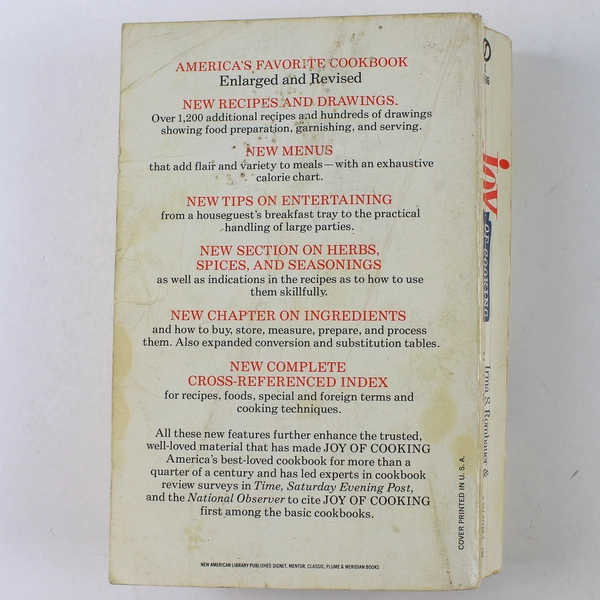 AMERICA'S FAVORITE COOKBOOK
Enlarged and Revised
NEW RECIPES AND DRAWINGS.
Over 1,200 additional recipes and hundreds of drawings
showing food preparation, garnishing, and serving.
NEW MENUS
that add flair and variety to meals—with an exhaustive
calorie chart.
NEW TIPS ON ENTERTAINING
from a houseguest's breakfast tray to the practical
handling of large parties.
NEW SECTION ON HERBS,
SPICES, AND SEASONINGS
as well as indications in the recipes as to how to use
them skillfully.
NEW CHAPTER ON INGREDIENTS
and how to buy, store, measure, prepare, and process
them. Also expanded conversion and substitution tables.
NEW COMPLETE
CROSS-REFERENCED INDEX
for recipes, foods, special and foreign terms and
cooking techniques.
All these new features further enhance the trusted,
well-loved material that has made JOY OF COOKING
America's best-loved cookbook for more than a
quarter of a century and has led experts in cookbook
review surveys in Time, Saturday Evening Post,
and the National Observer to cite JOY OF COOKING
first among the basic cookbooks.
NEW AMERICAN LIBRARY PUBLISHES SIGNET, MENTOR, CLASSIC, PLUME & MERIDIAN BOOKS
COVER PRINTED IN U.S.A.
joy
OF COOKING
Irma S. Rombauer &